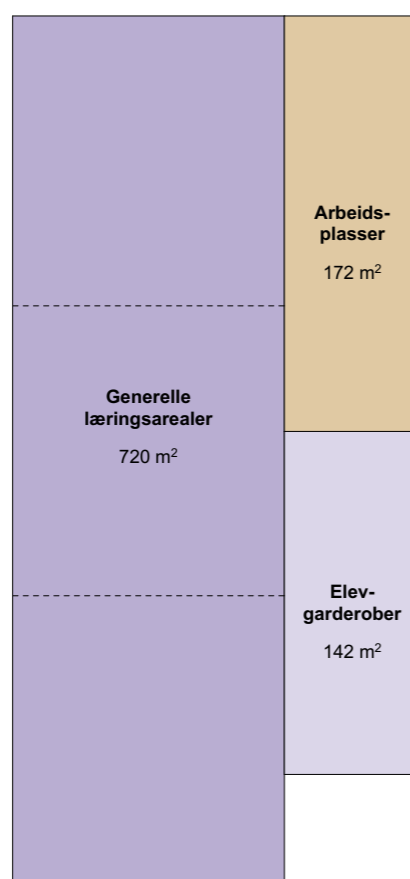 Arbeids-
plasser
172 m²
Generelle
læringsarealer
720 m²
Elev-
garderober
142 m²